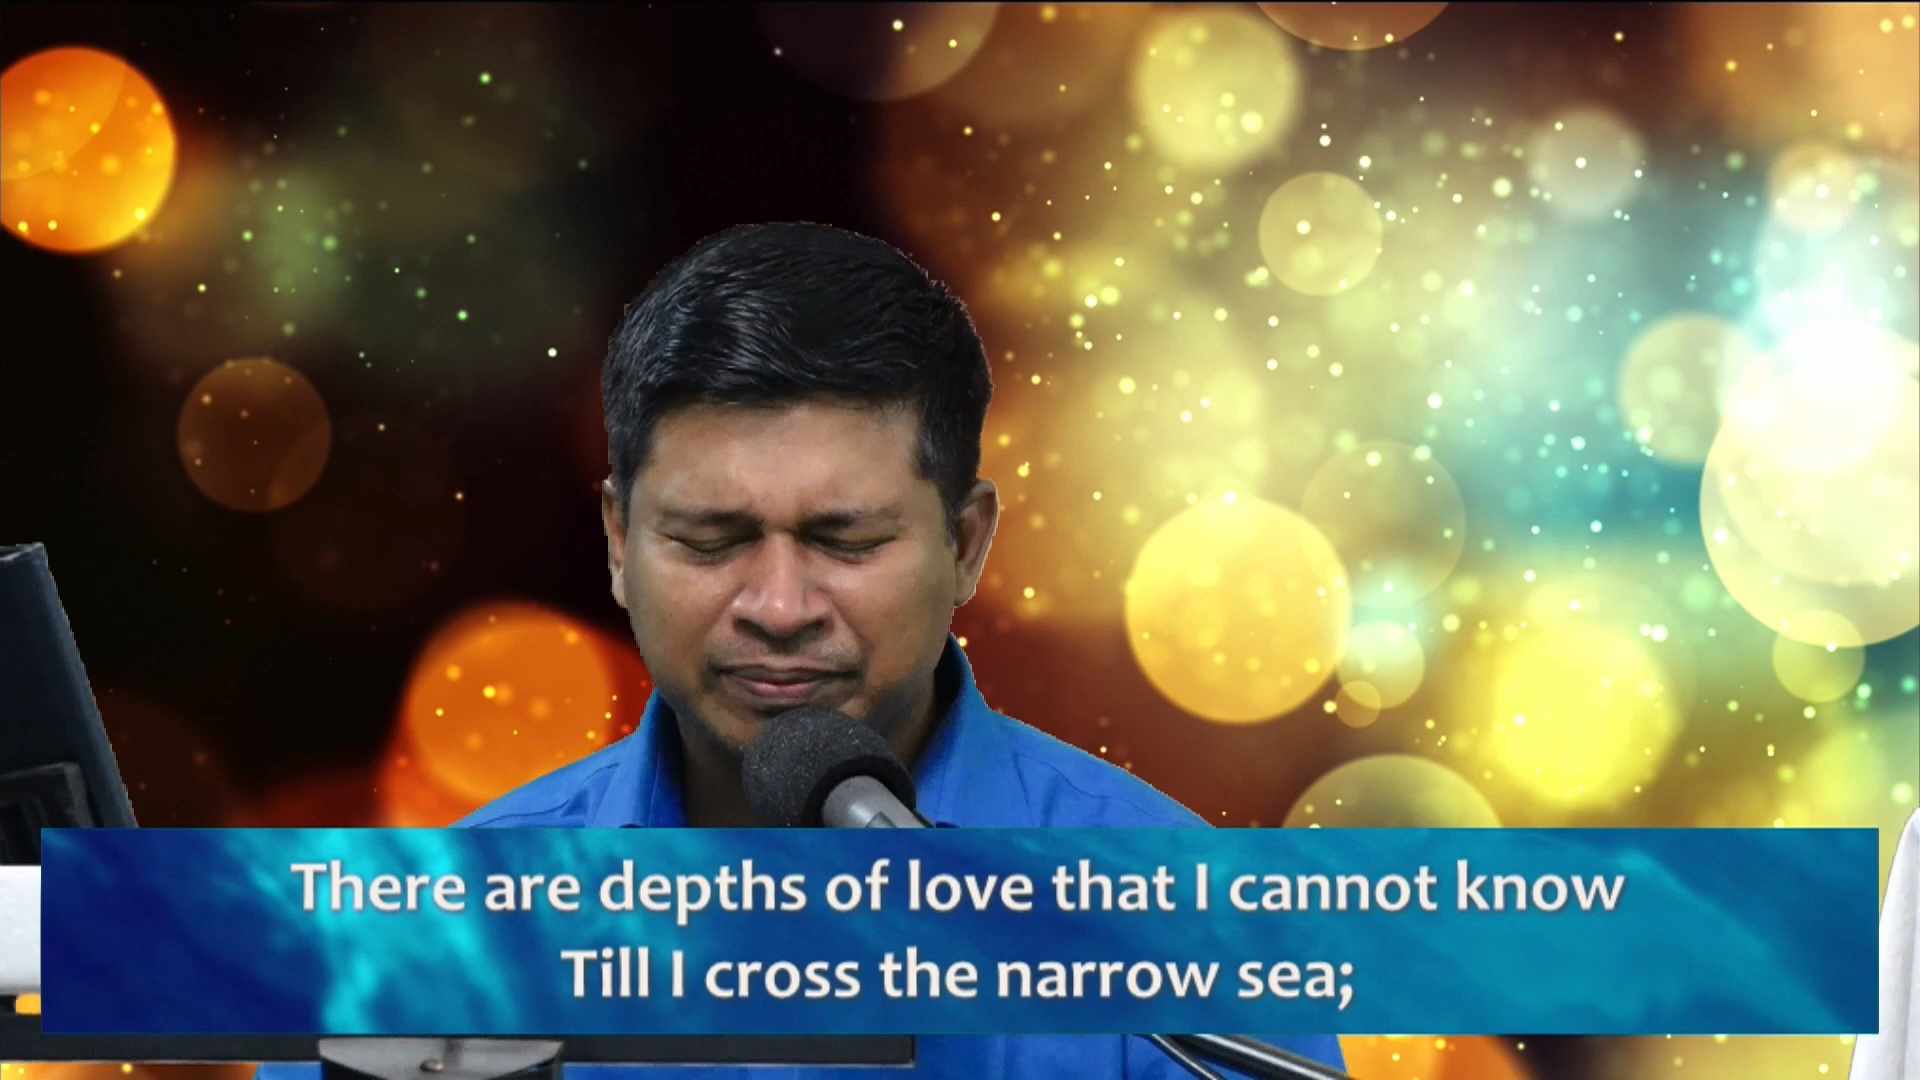 There are depths of love that I cannot know
Till I cross the narrow sea;